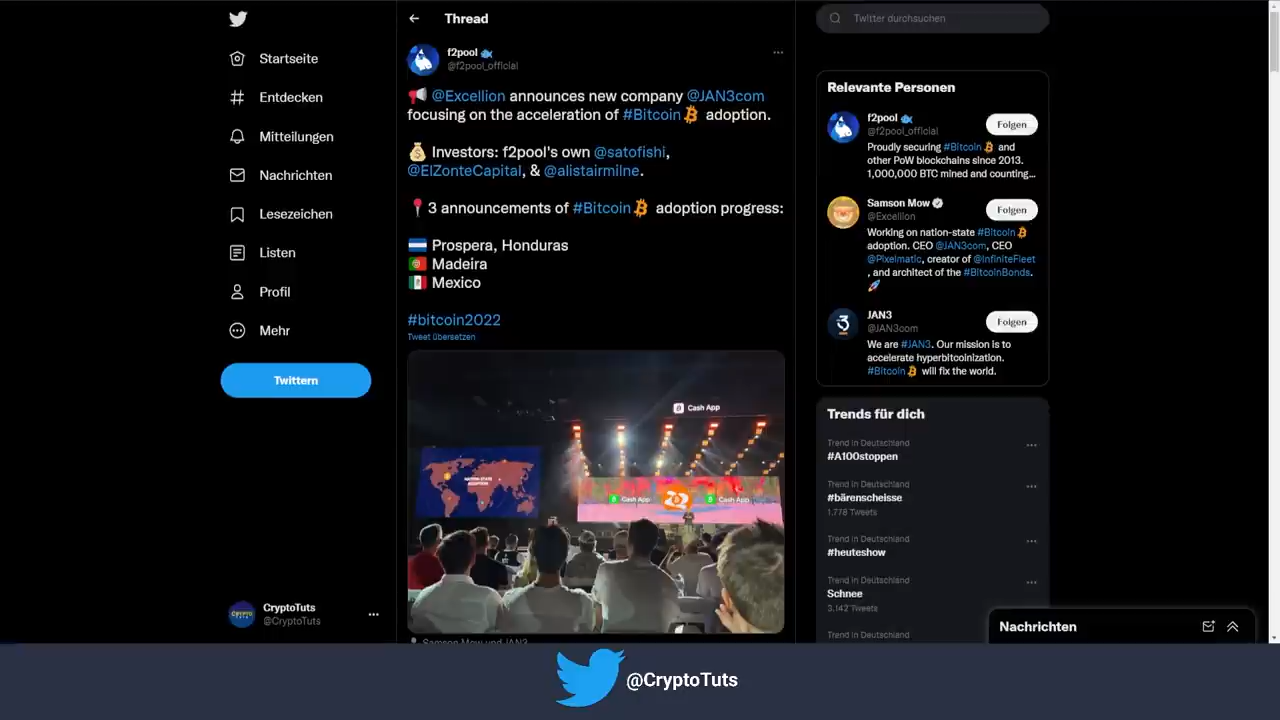 Startseite
Entdecken
Mitteilungen
Nachrichten
Lesezeichen
Listen
Profil
Mehr
Twittern
CryptoTuts
@CryptoTuts
Thread
f2pool
@f2pool_official
@Excellion announces new company @JAN3com
focusing on the acceleration of #Bitcoin adoption.
Investors: f2pool's own @satofishi,
@ElZonteCapital, & @alistairmilne.
3 announcements of #Bitcoin adoption progress:
Prospera, Honduras
Madeira
Mexico
#bitcoin2022
Tweet übersetzen
Cash App
NATION-STATE
ADOPTION
Cash App
Cash App
Samson Mow und JAN3
Twitter durchsuchen
Relevante Personen
f2pool
@f2pool_official
Folgen
Proudly securing #Bitcoin and
other PoW blockchains since 2013.
1,000,000 BTC mined and counting...
Samson Mow
@Excellion
Folgen
Working on nation-state #Bitcoin
adoption. CEO @JAN3com, CEO
@Pixelmatic, creator of @InfiniteFleet
, and architect of the #BitcoinBonds.
JAN3
@JAN3com
Folgen
We are #JAN3. Our mission is to
accelerate hyperbitcoinization.
#Bitcoin will fix the world.
Trends für dich
Trend in Deutschland
#A100stoppen
Trend in Deutschland
#bärenscheisse
1.778 Tweets
Trend in Deutschland
#heuteshow
Trend in Deutschland
Schnee
3.142 Tweets
Trend in Deutschland
Nachrichten
@CryptoTuts